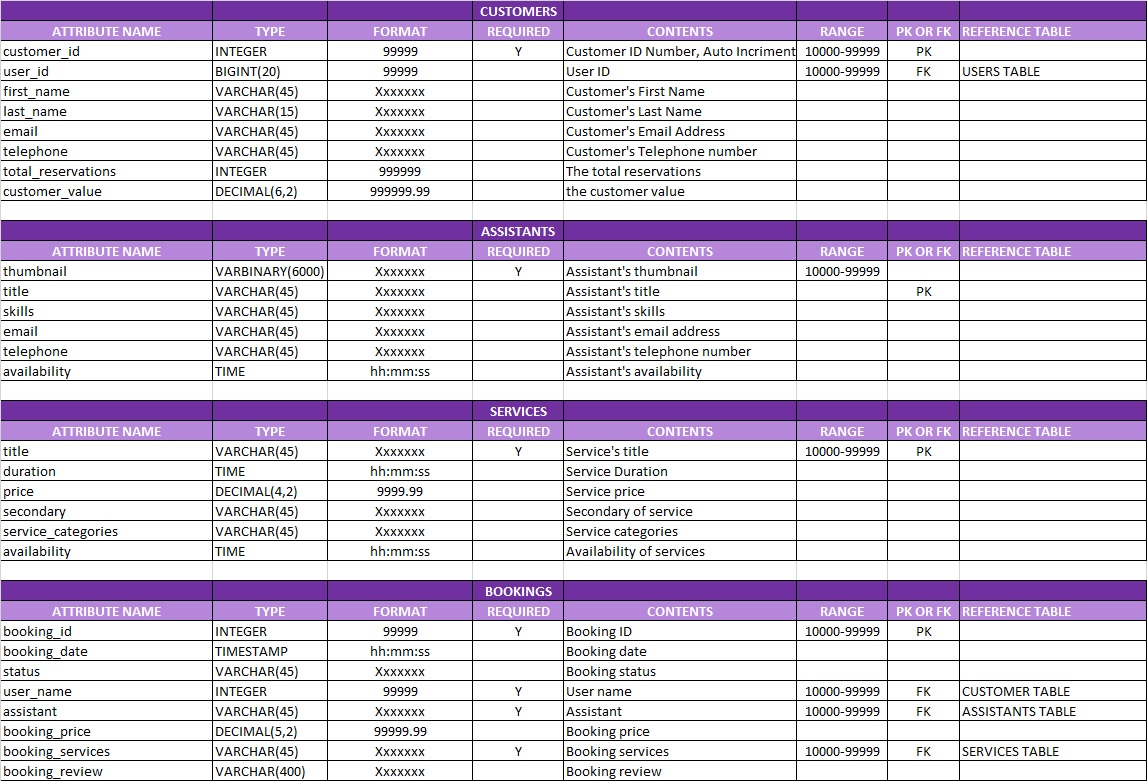 CUSTOMERS
ATTRIBUTE NAME TYPE FORMAT REQUIRED CONTENTS RANGE PK OR FK REFERENCE TABLE
customer_id INTEGER 99999 Y Customer ID Number, Auto Incriment 10000-99999 PK
user_id BIGINT(20) 99999 User ID 10000-99999 FK USERS TABLE
first_name VARCHAR(45) Xxxxxxx Customer's First Name
last_name VARCHAR(15) Xxxxxxx Customer's Last Name
email VARCHAR(45) Xxxxxxx Customer's Email Address
telephone VARCHAR(45) Xxxxxxx Customer's Telephone number
total_reservations INTEGER 999999 The total reservations
customer_value DECIMAL(6,2) 999999.99 the customer value
ASSISTANTS
ATTRIBUTE NAME TYPE FORMAT REQUIRED CONTENTS RANGE PK OR FK REFERENCE TABLE
thumbnail VARBINARY(6000) Xxxxxxx Y Assistant's thumbnail 10000-99999
title VARCHAR(45) Xxxxxxx Assistant's title PK
skills VARCHAR(45) Xxxxxxx Assistant's skills
email VARCHAR(45) Xxxxxxx Assistant's email address
telephone VARCHAR(45) Xxxxxxx Assistant's telephone number
availability TIME hh:mm:ss Assistant's availability
SERVICES
ATTRIBUTE NAME TYPE FORMAT REQUIRED CONTENTS RANGE PK OR FK REFERENCE TABLE
title VARCHAR(45) Xxxxxxx Y Service's title 10000-99999 PK
duration TIME hh:mm:ss Service Duration
price DECIMAL(4,2) 9999.99 Service price
secondary VARCHAR(45) Xxxxxxx Secondary of service
service_categories VARCHAR(45) Xxxxxxx Service categories
availability TIME hh:mm:ss Availability of services
BOOKINGS
ATTRIBUTE NAME TYPE FORMAT REQUIRED CONTENTS RANGE PK OR FK REFERENCE TABLE
booking_id INTEGER 99999 Y Booking ID 10000-99999 PK
booking_date TIMESTAMP hh:mm:ss Booking date
status VARCHAR(45) Xxxxxxx Booking status
user_name INTEGER 99999 Y User name 10000-99999 FK CUSTOMER TABLE
assistant VARCHAR(45) Xxxxxxx Y Assistant 10000-99999 FK ASSISTANTS TABLE
booking_price DECIMAL(5,2) 99999.99 Booking price
booking_services VARCHAR(45) Xxxxxxx Y Booking services 10000-99999 FK SERVICES TABLE
booking_review VARCHAR(400) Xxxxxxx Booking review